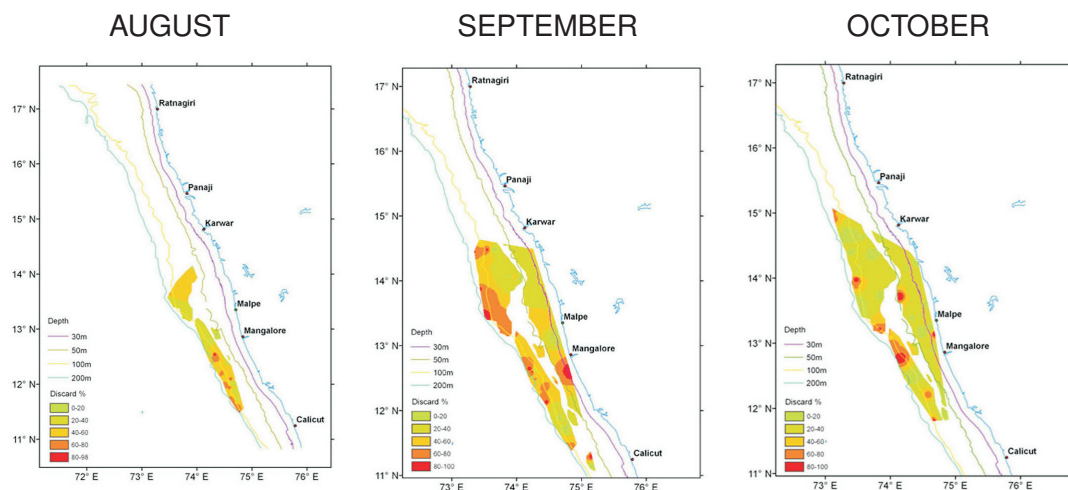 AUGUST
SEPTEMBER
OCTOBER
17° N
16° N
15° N
14° N
13° N
12° N
11° N
Ratnagiri
Panaji
Karwar
Malpe
Mangalore
Calicut
Depth
30m
50m
100m
200m
Discard %
0-20
20-40
40-60
60-80
80-98
72° E
73° E
74° E
75° E
76° E
17° N
16° N
15° N
14° N
13° N
12° N
11° N
Ratnagiri
Panaji
Karwar
Malpe
Mangalore
Calicut
Depth
30m
50m
100m
200m
Discard %
0-20
20-40
40-60
60-80
80-100
73° E
74° E
75° E
76° E
17° N
16° N
15° N
14° N
13° N
12° N
11° N
Ratnagiri
Panaji
Karwar
Malpe
Mangalore
Calicut
Depth
30m
50m
100m
200m
Discard %
0-20
20-40
40-60
60-80
80-100
73° E
74° E
75° E
76° E